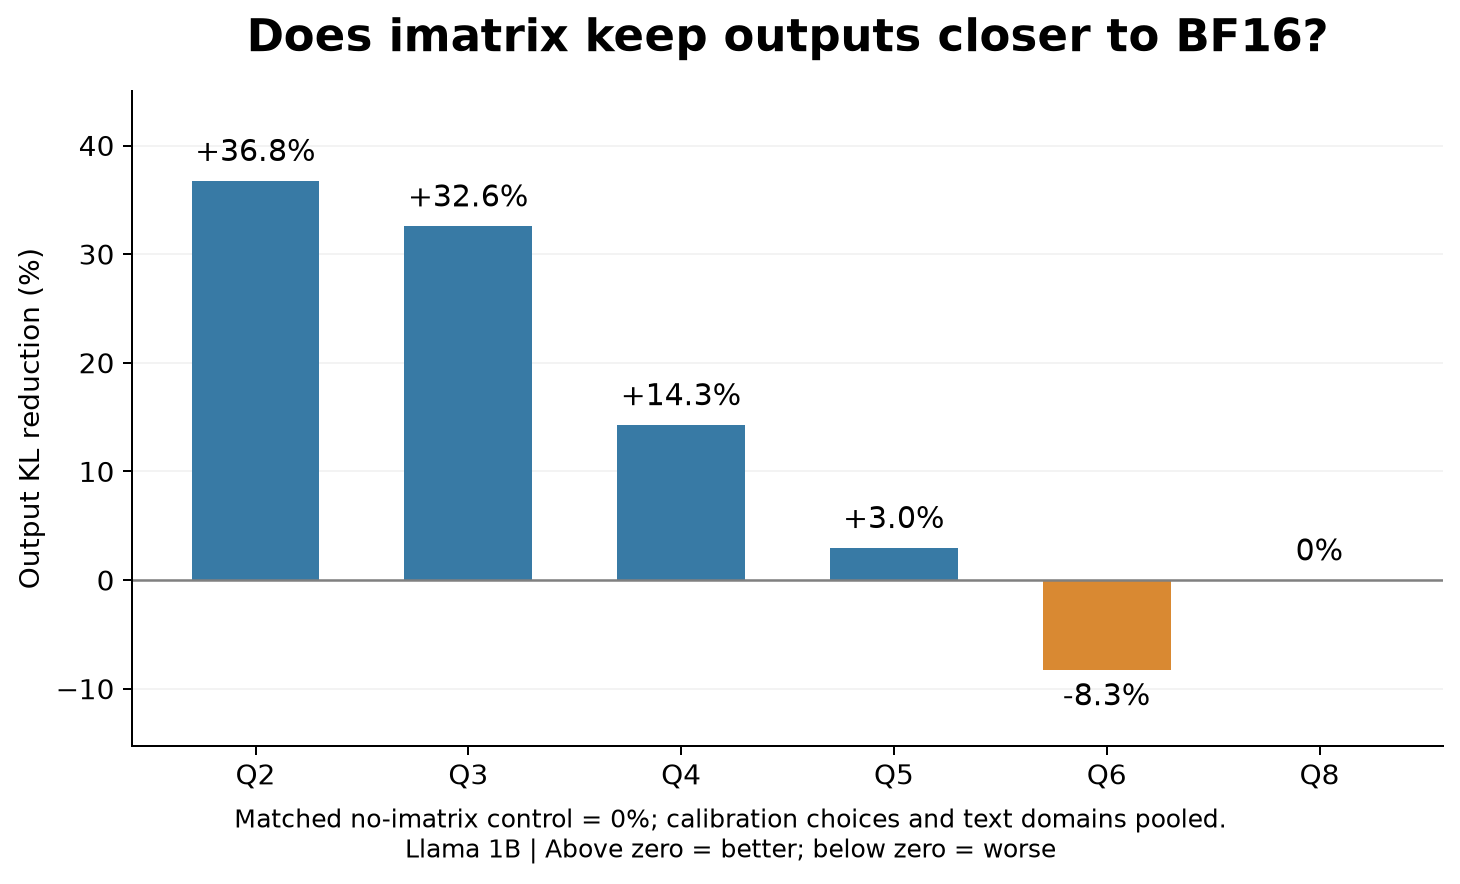 Does imatrix keep outputs closer to BF16?
Output KL reduction (%)
40
30
20
10
0
−10
+36.8%
+32.6%
+14.3%
+3.0%
-8.3%
0%
Q2
Q3
Q4
Q5
Q6
Q8
Matched no-imatrix control = 0%; calibration choices and text domains pooled.
Llama 1B | Above zero = better; below zero = worse